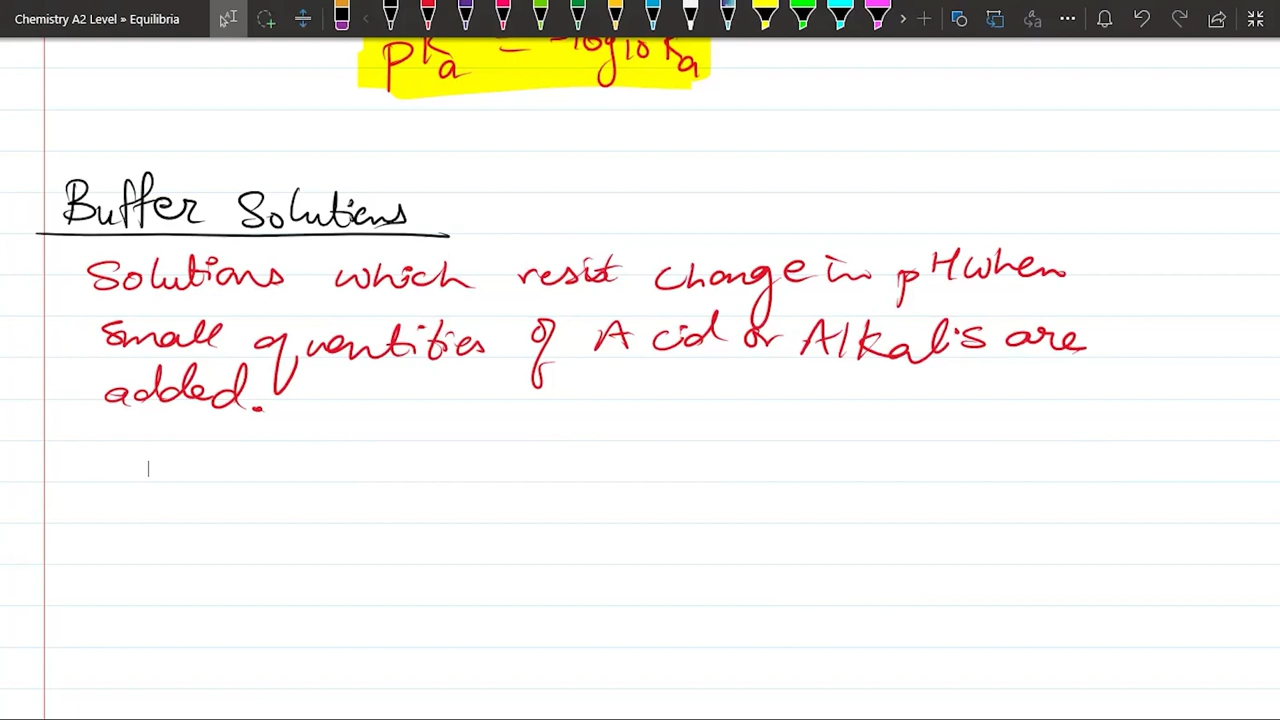 Chemistry A2 Level » Equilibria
pKa = -log10 Ka
Buffer Solutions
Solutions which resist change in pH when
small quantities of Acid or Alkalis are
added.